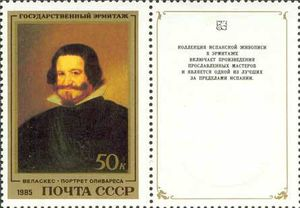 ГОСУДАРСТВЕННЫЙ ЭРМИТАЖ
50к
ВЕЛАСКЕС · ПОРТРЕТ ОЛИВАРЕСА
1985 ПОЧТА СССР
КОЛЛЕКЦИЯ ИСПАНСКОЙ ЖИВОПИСИ
В ЭРМИТАЖЕ
ВКЛЮЧАЕТ ПРОИЗВЕДЕНИЯ
ПРОСЛАВЛЕННЫХ МАСТЕРОВ
И ЯВЛЯЕТСЯ ОДНОЙ ИЗ ЛУЧШИХ
ЗА ПРЕДЕЛАМИ ИСПАНИИ.